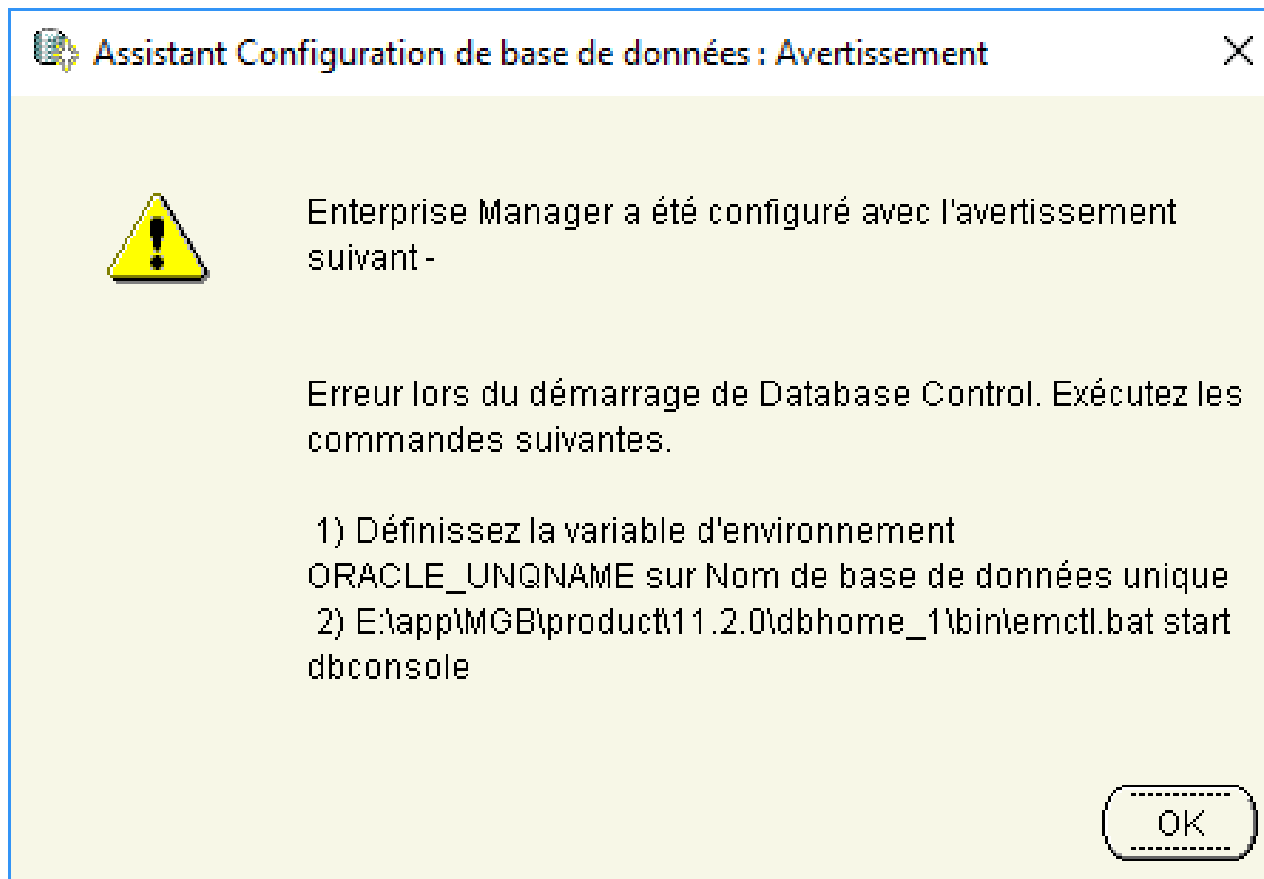 Assistant Configuration de base de données : Avertissement
Enterprise Manager a été configuré avec l'avertissement
suivant -
Erreur lors du démarrage de Database Control. Exécutez les
commandes suivantes.
1) Définissez la variable d'environnement
ORACLE_UNQNAME sur Nom de base de données unique
2) E:\app\MGB\product\11.2.0\dbhome_1\bin\emctl.bat start
dbconsole
OK